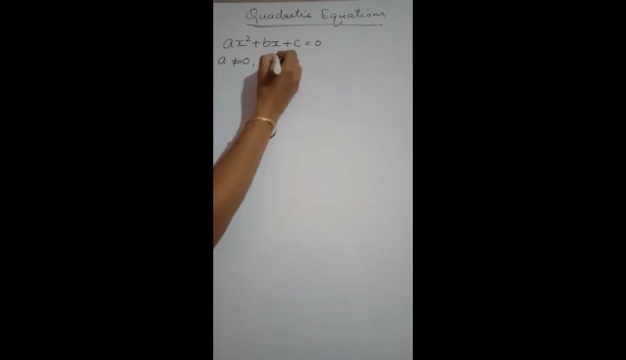 Quadratic Equations
ax²+bx+c=0
a ≠0,